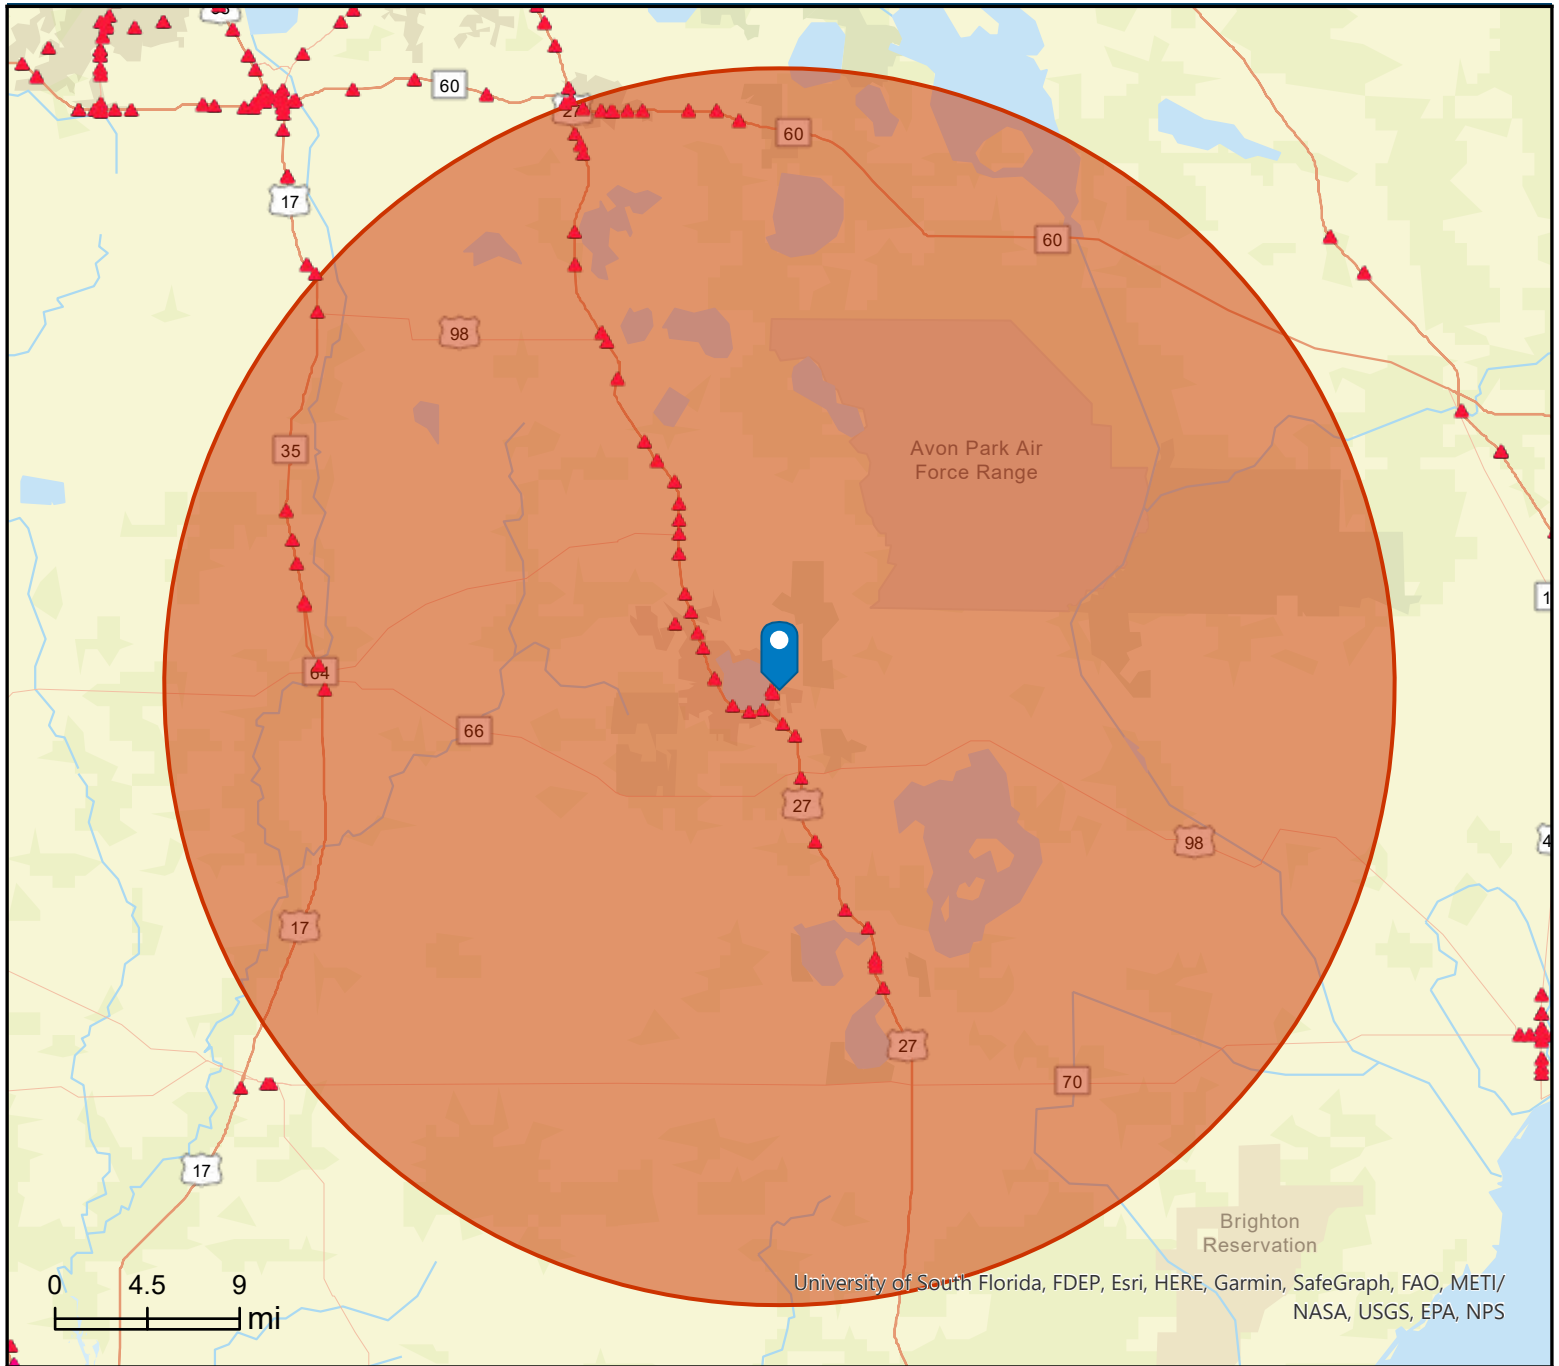 60
27
60
17
60
98
35
Avon Park Air
Force Range
1
64
66
27
4
98
17
27
70
17
Brighton
Reservation
0 4.5 9
mi
University of South Florida, FDEP, Esri, HERE, Garmin, SafeGraph, FAO, METI/
NASA, USGS, EPA, NPS